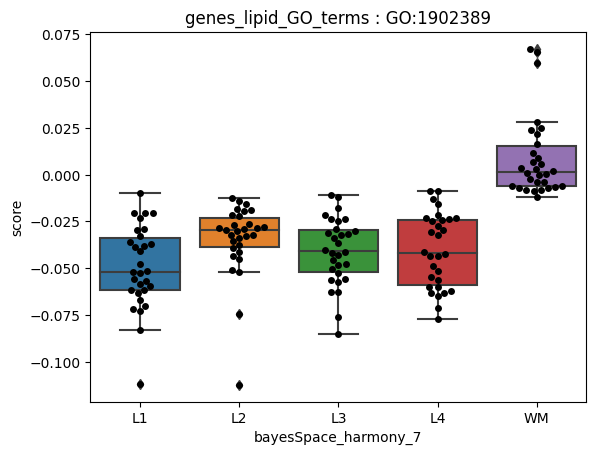 genes_lipid_GO_terms : GO:1902389
0.075
0.050
0.025
0.000
−0.025
−0.050
−0.075
−0.100
score
L1 L2 L3 L4 WM
bayesSpace_harmony_7